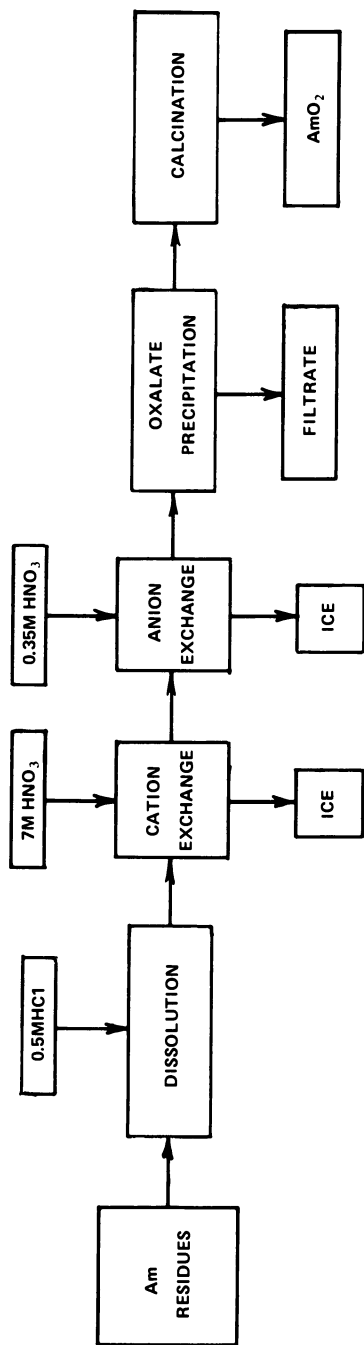 Am
RESIDUES
0.5MHC1
DISSOLUTION
7M HNO₃
CATION
EXCHANGE
ICE
0.35M HNO₃
ANION
EXCHANGE
ICE
OXALATE
PRECIPITATION
FILTRATE
CALCINATION
AmO₂